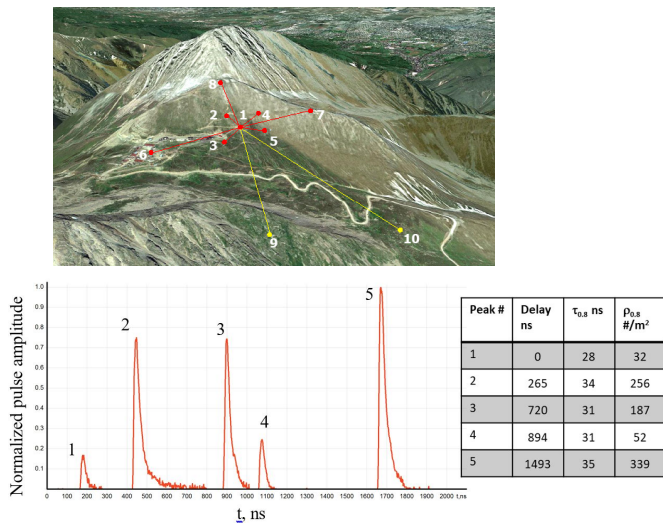 8
2
1
4
7
3
5
6
9
10
Normalized pulse amplitude
1.0
0.9
0.8
0.7
0.6
0.5
0.4
0.3
0.2
0.1
1
2
3
4
5
0 100 200 300 400 500 600 700 800 900 1000 1100 1200 1300 1400 1500 1600 1700 1800 1900 2000 t,ns
t, ns
Peak # Delay ns τ0.8 ns ρ0.8 #/m²
1 0 28 32
2 265 34 256
3 720 31 187
4 894 31 52
5 1493 35 339